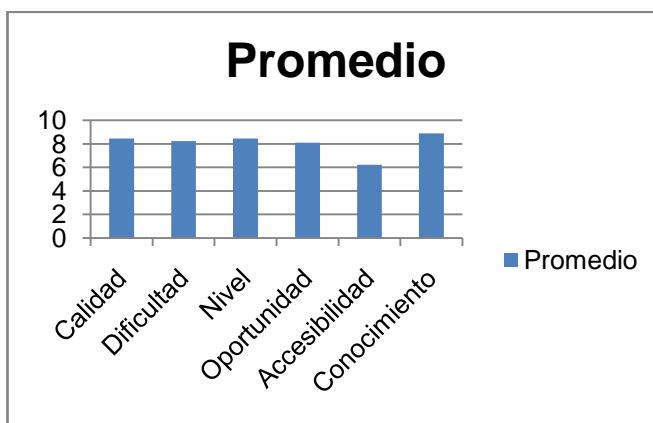 Promedio
10
8
6
4
2
0
Calidad
Dificultad
Nivel
Oportunidad
Accesibilidad
Conocimiento
Promedio